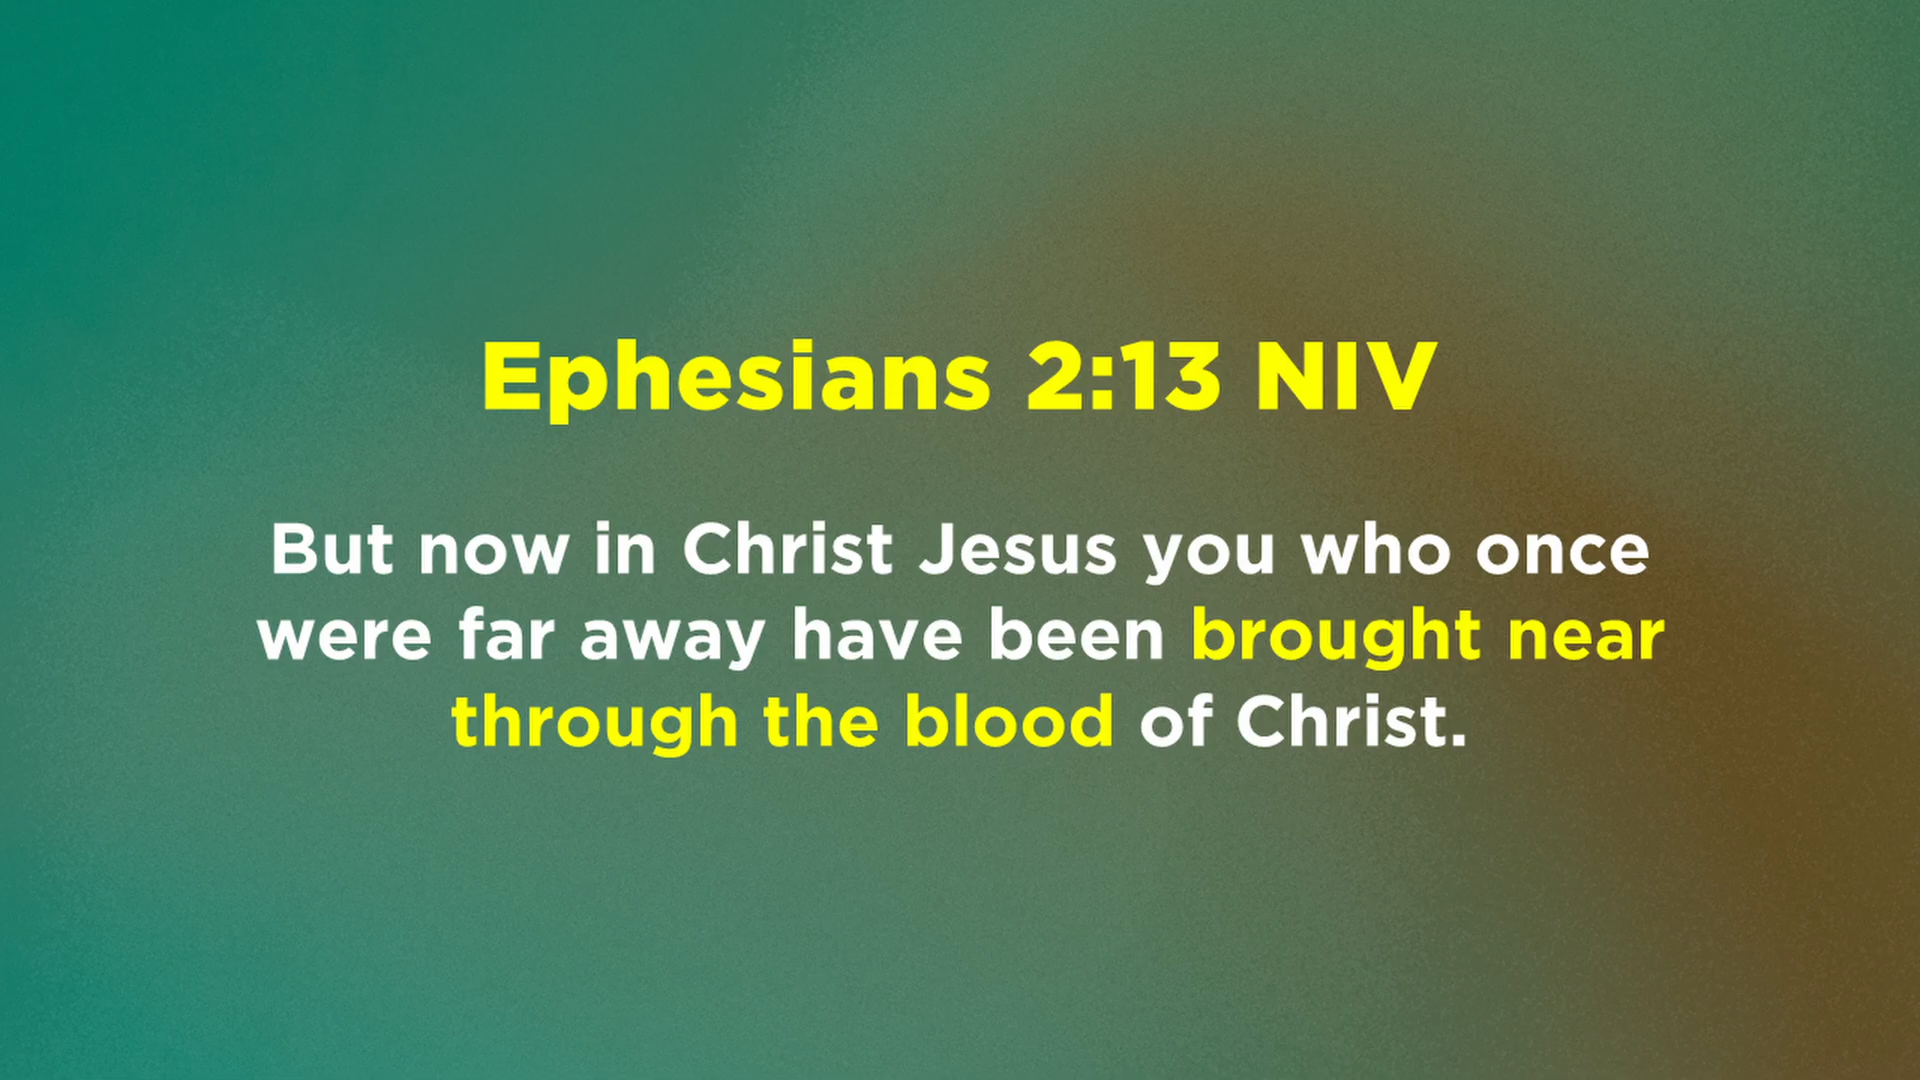 Ephesians 2:13 NIV
But now in Christ Jesus you who once
were far away have been brought near
through the blood of Christ.